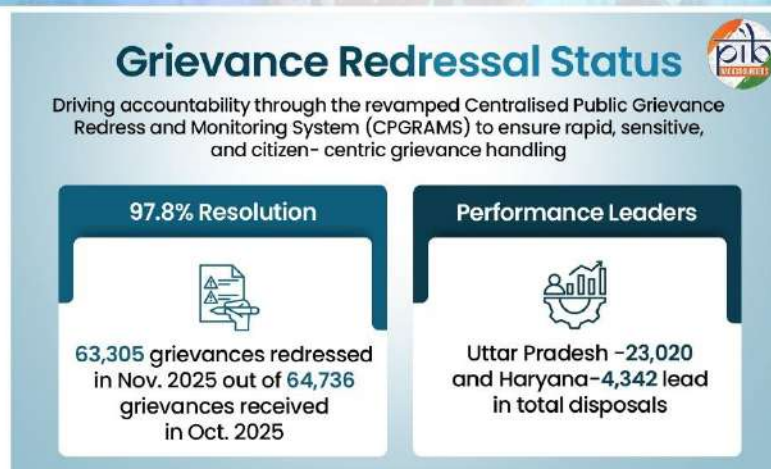 Grievance Redressal Status
pib
Driving accountability through the revamped Centralised Public Grievance
Redress and Monitoring System (CPGRAMS) to ensure rapid, sensitive,
and citizen- centric grievance handling
97.8% Resolution
63,305 grievances redressed
in Nov. 2025 out of 64,736
grievances received
in Oct. 2025
Performance Leaders
Uttar Pradesh -23,020
and Haryana-4,342 lead
in total disposals